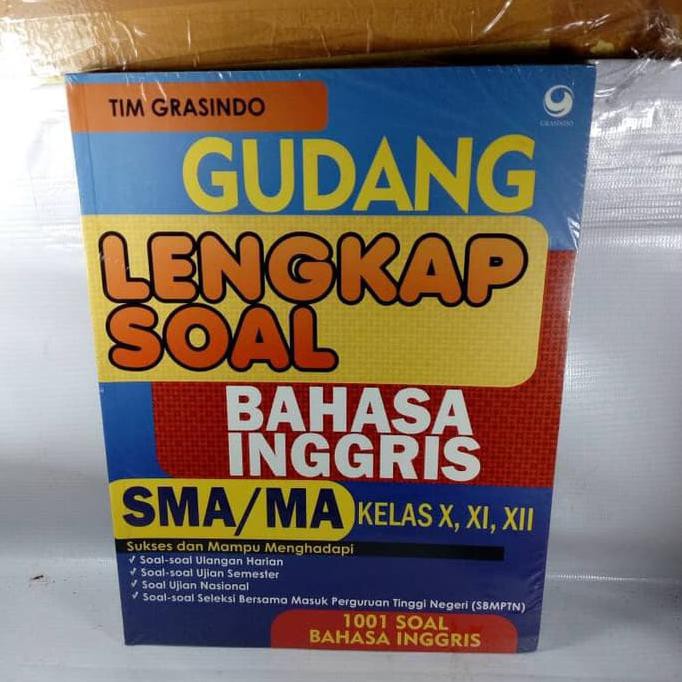 TIM GRASINDO
GRASINDO
GUDANG
LENGKAP
SOAL
BAHASA
INGGRIS
SMA/MA KELAS X, XI, XII
Sukses dan Mampu Menghadapi
✓ Soal-soal Ulangan Harian
✓ Soal-soal Ujian Semester
✓ Soal Ujian Nasional
✓ Soal-soal Seleksi Bersama Masuk Perguruan Tinggi Negeri (SBMPTN)
1001 SOAL
BAHASA INGGRIS